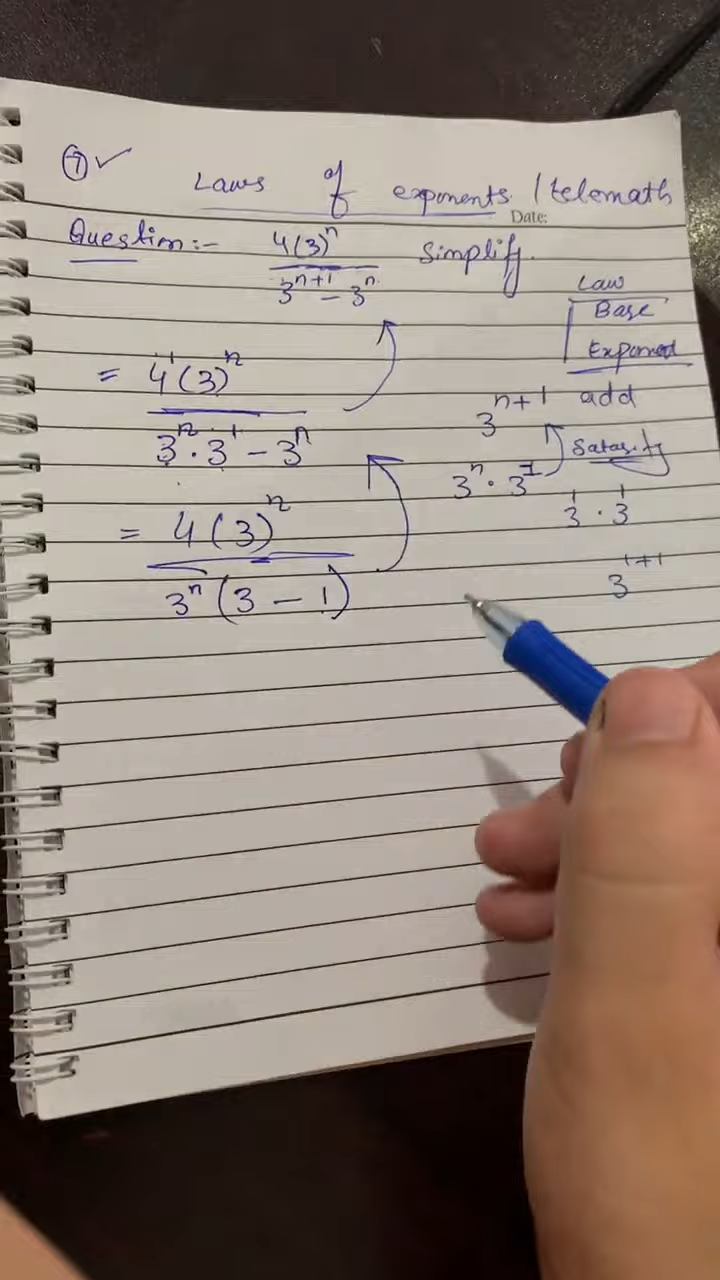 7 ✓
Laws of exponents / telemath
Date:
Question:- 4(3)^n / 3^{n+1} - 3^n Simplify.
Law
Base
Exponent
= 4^1(3)^n / 3^n · 3^1 - 3^n
3^{n+1} add
3^n · 3^1 Satasify
3^1 · 3^1
3^{1+1}
= 4(3)^n / 3^n (3 - 1)